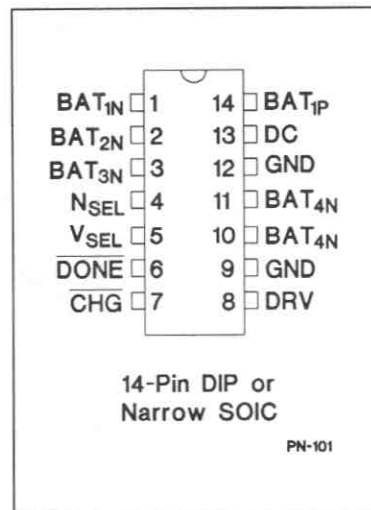 BAT1N 1 14 BAT1P
BAT2N 2 13 DC
BAT3N 3 12 GND
NSEL 4 11 BAT4N
VSEL 5 10 BAT4N
DONE 6 9 GND
CHG 7 8 DRV
14-Pin DIP or
Narrow SOIC
PN-101